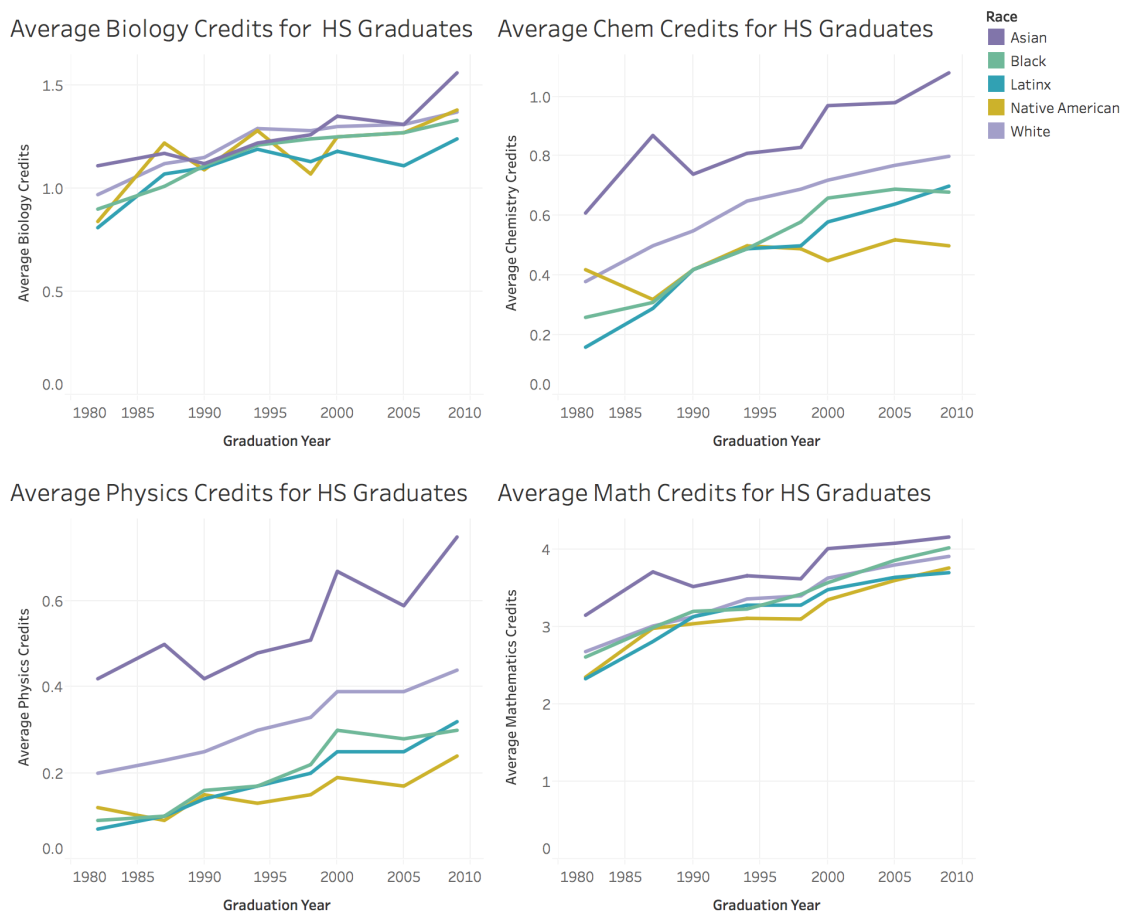 Average Biology Credits for  HS Graduates
Average Biology Credits
1.5
1.0
0.5
0.0
1980 1985 1990 1995 2000 2005 2010
Graduation Year
Average Chem Credits for HS Graduates
Average Chemistry Credits
1.0
0.8
0.6
0.4
0.2
0.0
1980 1985 1990 1995 2000 2005 2010
Graduation Year
Race
Asian
Black
Latinx
Native American
White
Average Physics Credits for HS Graduates
Average Physics Credits
0.6
0.4
0.2
0.0
1980 1985 1990 1995 2000 2005 2010
Graduation Year
Average Math Credits for HS Graduates
Average Mathematics Credits
4
3
2
1
0
1980 1985 1990 1995 2000 2005 2010
Graduation Year